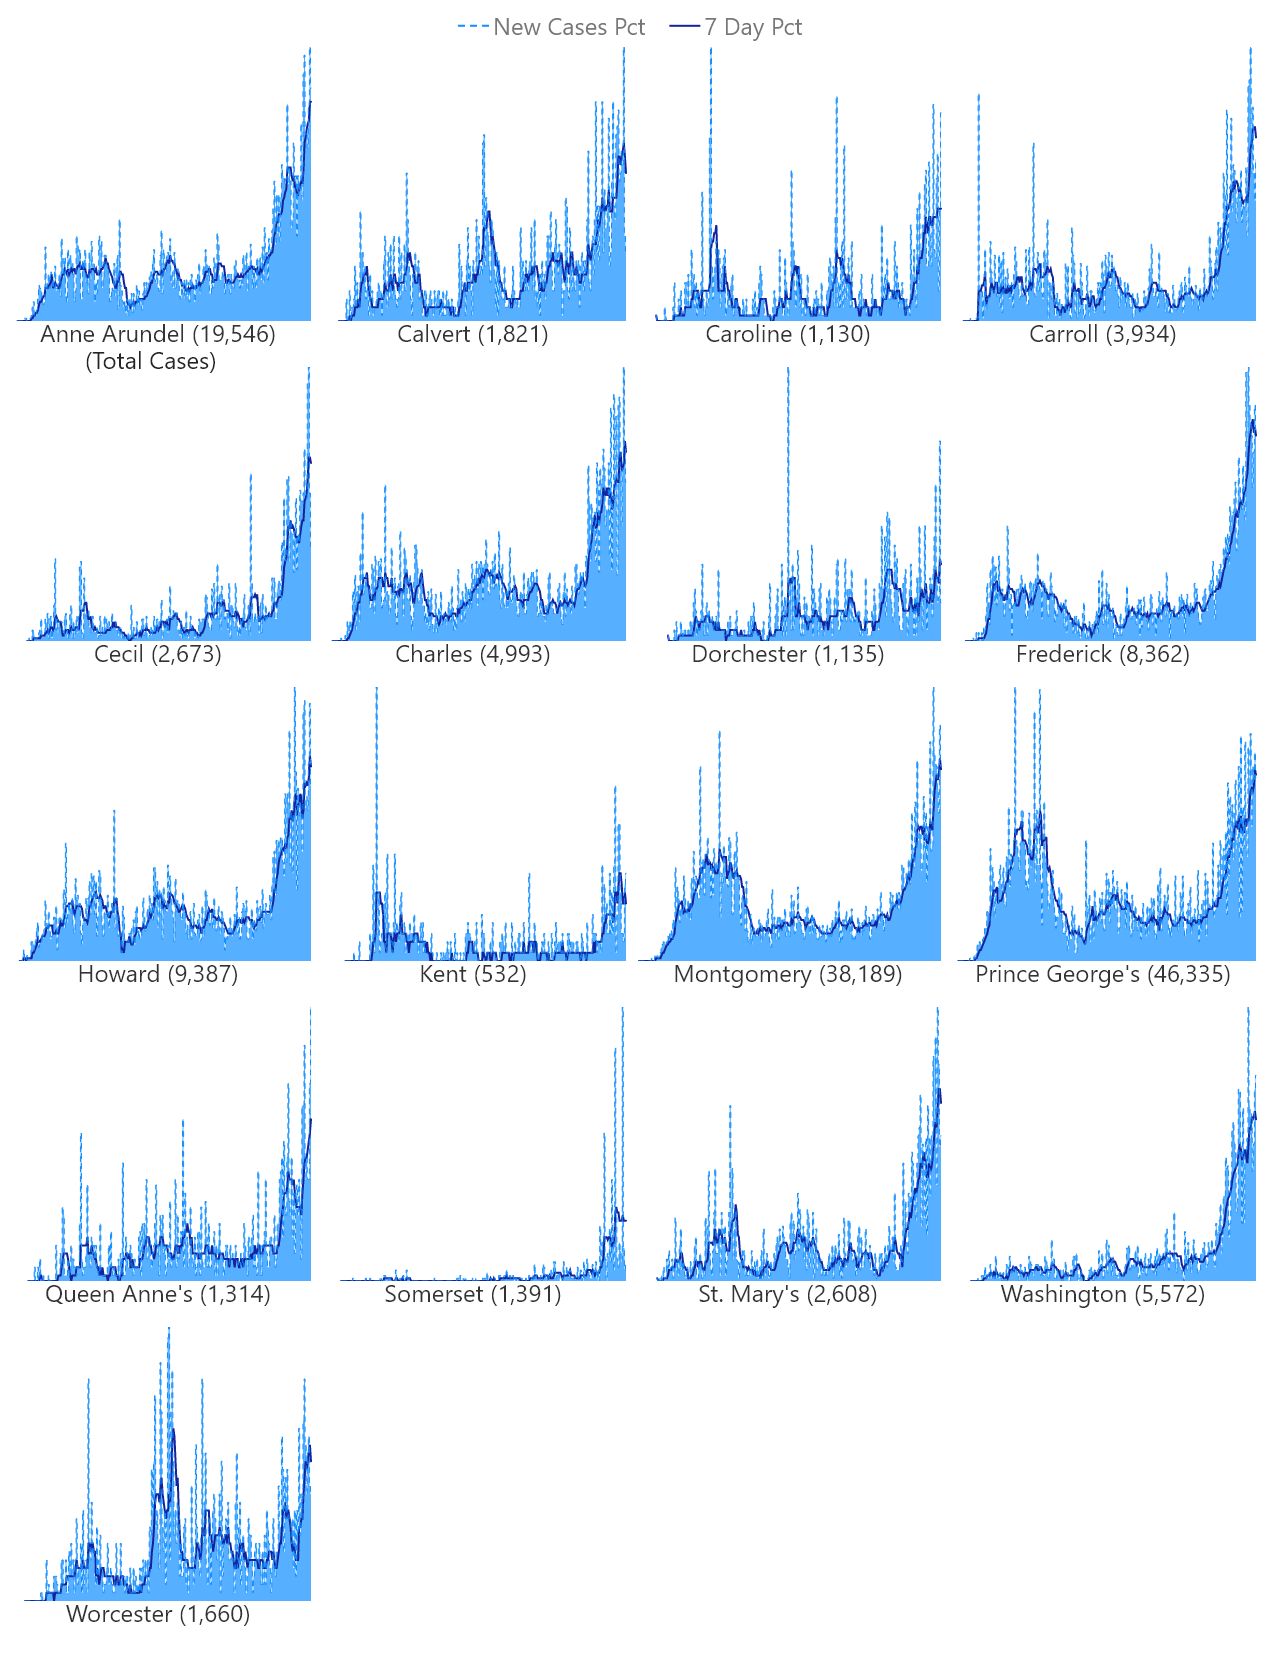 New Cases Pct 7 Day Pct
Anne Arundel (19,546)
(Total Cases)
Calvert (1,821)
Caroline (1,130)
Carroll (3,934)
Cecil (2,673)
Charles (4,993)
Dorchester (1,135)
Frederick (8,362)
Howard (9,387)
Kent (532)
Montgomery (38,189)
Prince George's (46,335)
Queen Anne's (1,314)
Somerset (1,391)
St. Mary's (2,608)
Washington (5,572)
Worcester (1,660)